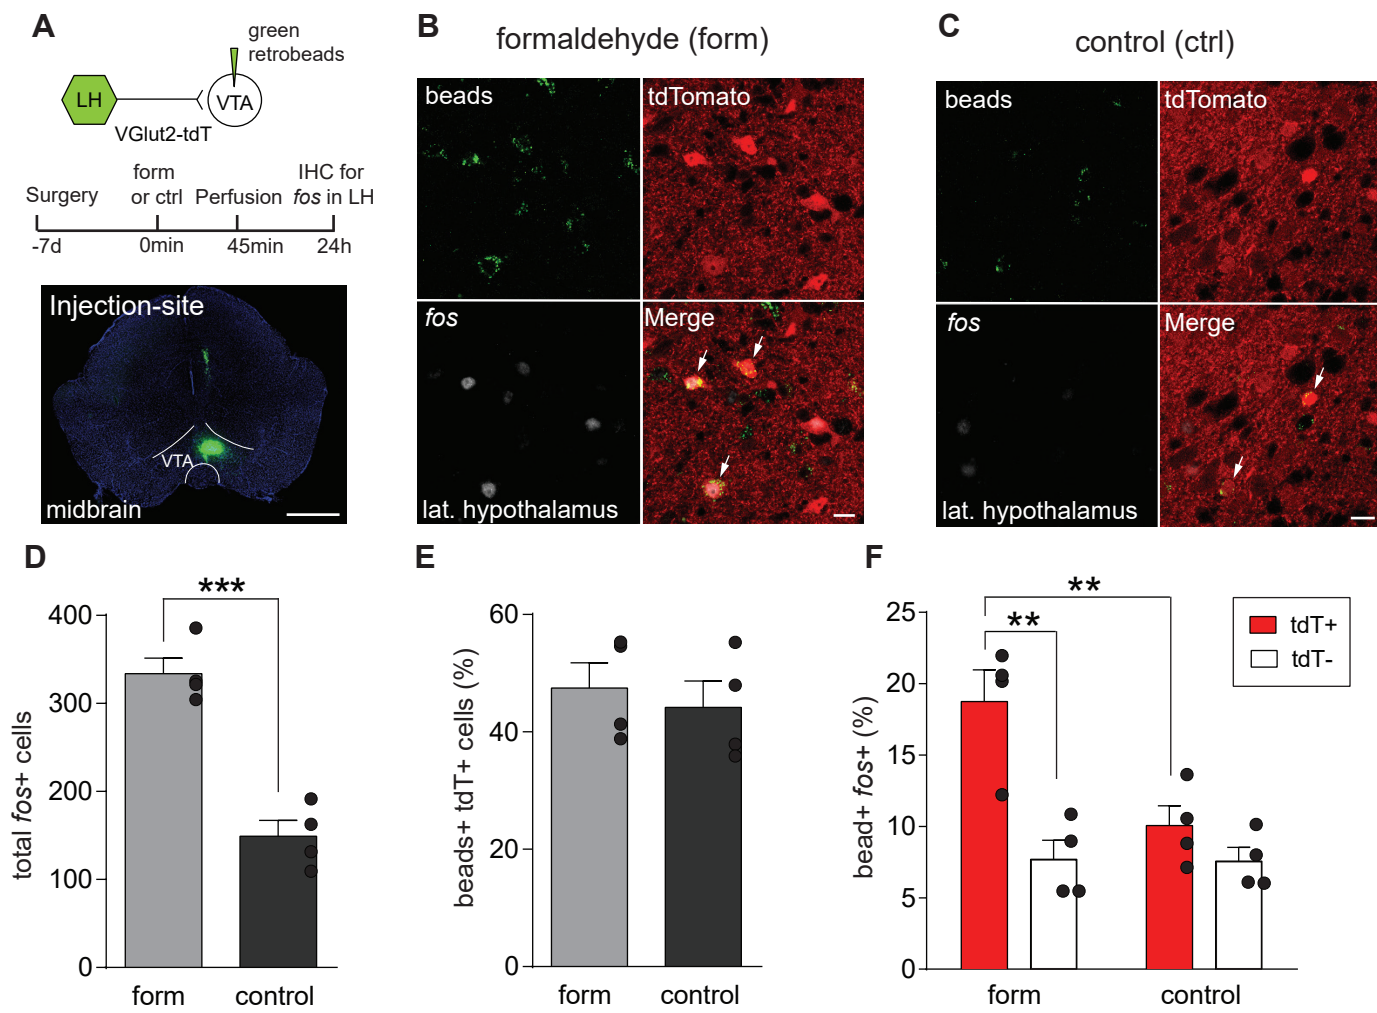 A
green
retrobeads
LH
VTA
VGlut2-tdT
form
or ctrl
IHC for
fos in LH
Surgery
Perfusion
-7d
0min
45min
24h
Injection-site
VTA
midbrain
B
formaldehyde (form)
beads
tdTomato
fos
Merge
lat. hypothalamus
C
control (ctrl)
beads
tdTomato
fos
Merge
lat. hypothalamus
D
***
total fos+ cells
400
300
200
100
0
form
control
E
beads+ tdT+ cells (%)
60
40
20
0
form
control
F
**
**
bead+ fos+ (%)
25
20
15
10
5
0
form
control
tdT+
tdT-